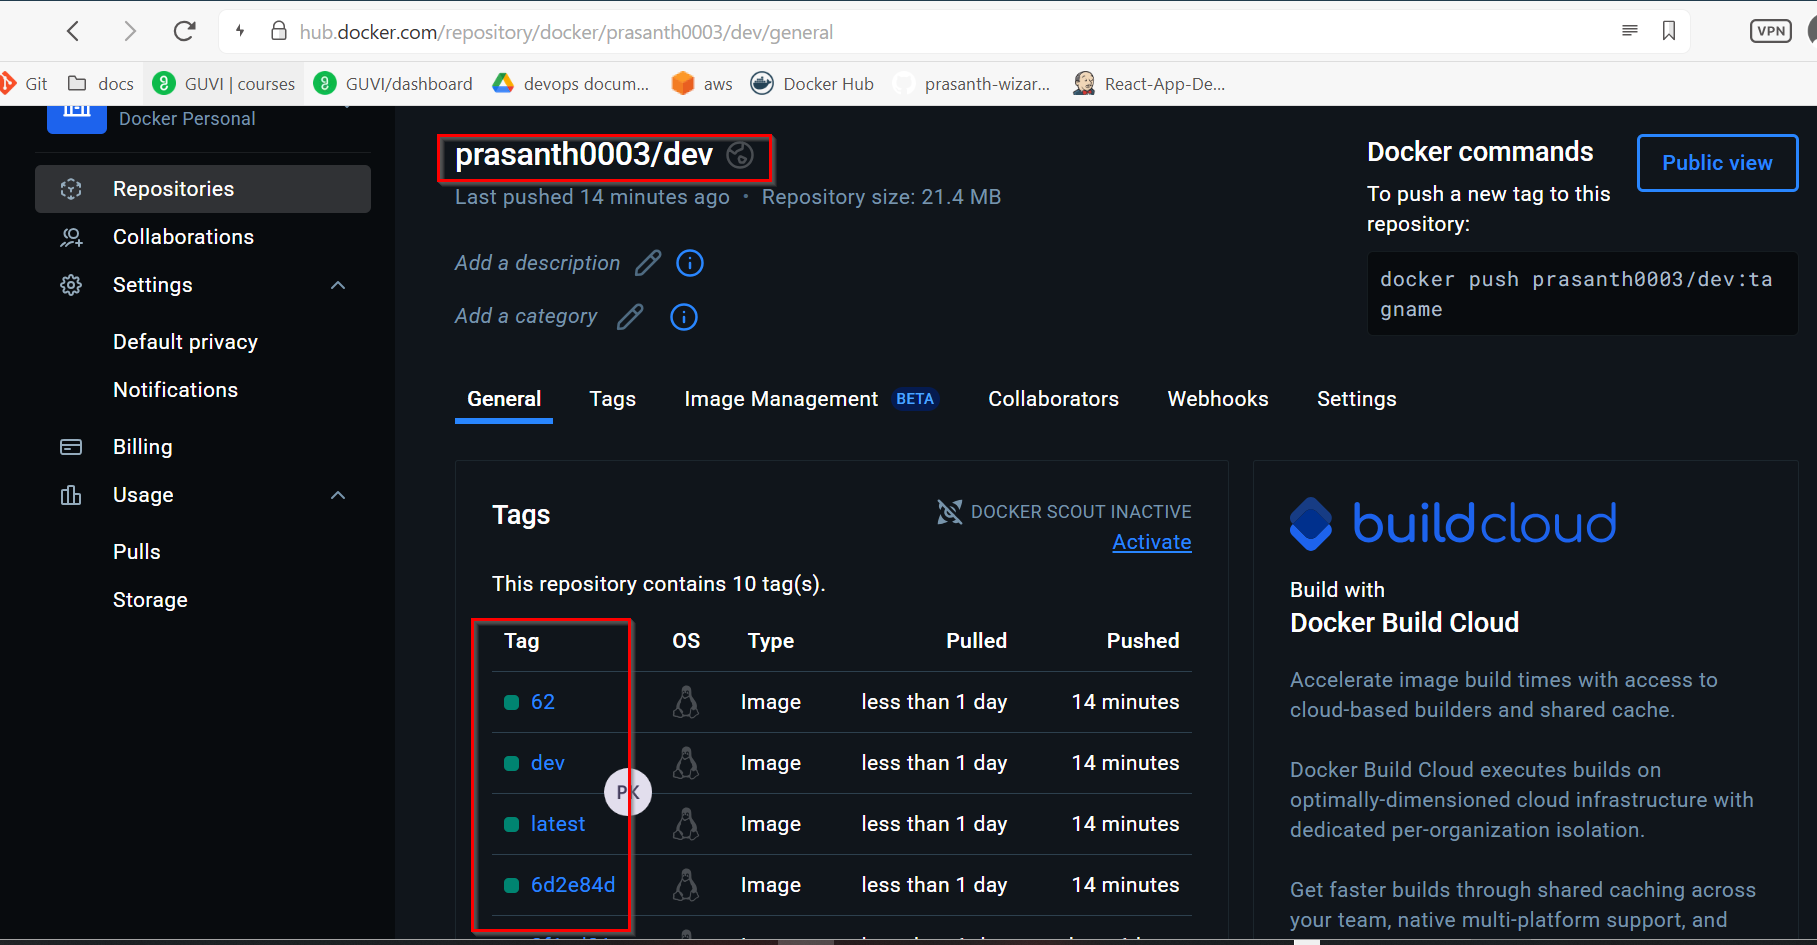 hub.docker.com/repository/docker/prasanth0003/dev/general
VPN
Git
docs
GUVI | courses
GUVI/dashboard
devops docum...
aws
Docker Hub
prasanth-wizar...
React-App-De...
Docker Personal
Repositories
Collaborations
Settings
Default privacy
Notifications
Billing
Usage
Pulls
Storage
prasanth0003/dev
Last pushed 14 minutes ago • Repository size: 21.4 MB
Add a description
Add a category
Docker commands
To push a new tag to this
repository:
Public view
docker push prasanth0003/dev:ta
gname
General Tags Image Management BETA Collaborators Webhooks Settings
Tags
DOCKER SCOUT INACTIVE
Activate
This repository contains 10 tag(s).
Tag OS Type Pulled Pushed
62 Image less than 1 day 14 minutes
dev Image less than 1 day 14 minutes
PK
latest Image less than 1 day 14 minutes
6d2e84d Image less than 1 day 14 minutes
buildcloud
Build with
Docker Build Cloud
Accelerate image build times with access to
cloud-based builders and shared cache.
Docker Build Cloud executes builds on
optimally-dimensioned cloud infrastructure with
dedicated per-organization isolation.
Get faster builds through shared caching across
your team, native multi-platform support, and